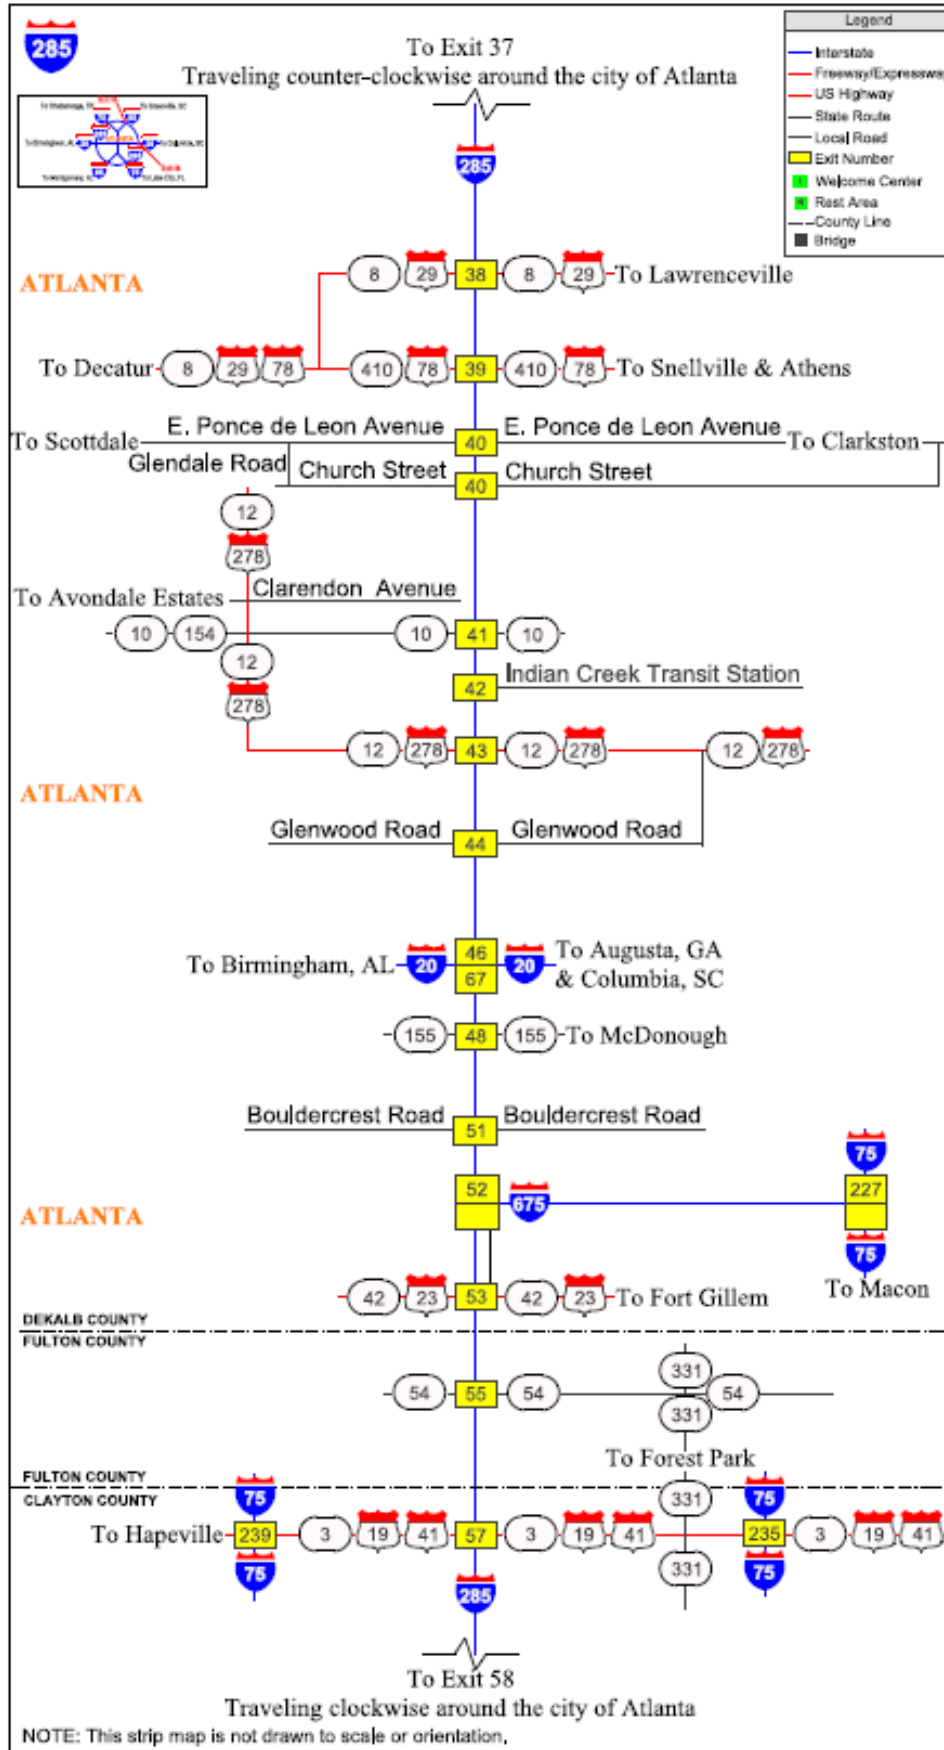 285
To Exit 37
Traveling counter-clockwise around the city of Atlanta
Legend
Interstate
Freeway/Expressway
US Highway
State Route
Local Road
Exit Number
Welcome Center
Rest Area
County Line
Bridge
285
ATLANTA
8 29 38 8 29 To Lawrenceville
To Decatur 8 29 78 410 78 39 410 78 To Snellville & Athens
To Scottdale E. Ponce de Leon Avenue 40 E. Ponce de Leon Avenue To Clarkston
Glendale Road Church Street 40 Church Street
12
278
To Avondale Estates Clarendon Avenue
10 154 10 41 10
12
Indian Creek Transit Station
42
278
12 278 43 12 278 12 278
ATLANTA
Glenwood Road 44 Glenwood Road
To Birmingham, AL 20 46 20 To Augusta, GA
67 & Columbia, SC
155 48 155 To McDonough
Bouldercrest Road 51 Bouldercrest Road
75
52 675 227
ATLANTA
75
To Macon
42 23 53 42 23 To Fort Gillem
DEKALB COUNTY
FULTON COUNTY
331
54 55 54 54
331
To Forest Park
FULTON COUNTY
CLAYTON COUNTY
75 331 75
To Hapeville 239 3 19 41 57 3 19 41 235 3 19 41
75 331 75
285
To Exit 58
Traveling clockwise around the city of Atlanta
NOTE: This strip map is not drawn to scale or orientation.